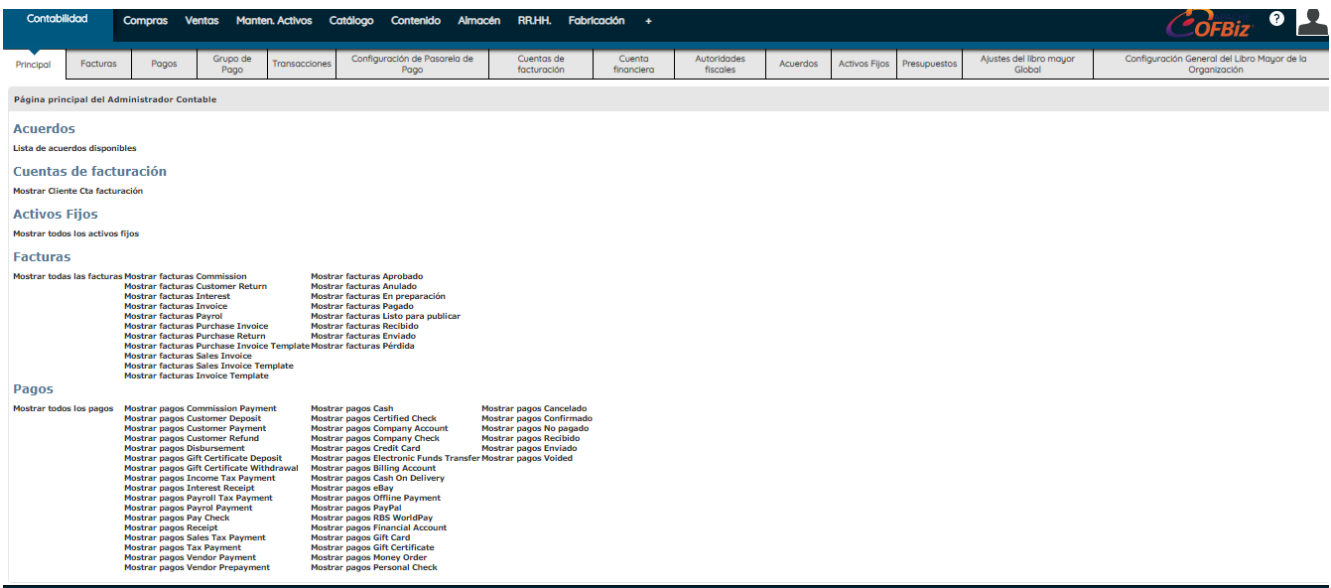 Contabilidad Compras Ventas Manten. Activos Catálogo Contenido Almacén RR.HH. Fabricación + OFBiz ?
Principal Facturas Pagos Grupo de Pago Transacciones Configuración de Pasarela de Pago Cuentas de facturación Cuenta financiera Autoridades fiscales Acuerdos Activos Fijos Presupuestos Ajustes del libro mayor Global Configuración General del Libro Mayor de la Organización
Página principal del Administrador Contable
Acuerdos
Lista de acuerdos disponibles
Cuentas de facturación
Mostrar Cliente Cta facturación
Activos Fijos
Mostrar todos los activos fijos
Facturas
Mostrar todas las facturas Mostrar facturas Commission Mostrar facturas Aprobado
Mostrar facturas Customer Return Mostrar facturas Anulado
Mostrar facturas Interest Mostrar facturas En preparación
Mostrar facturas Invoice Mostrar facturas Pagado
Mostrar facturas Payrol Mostrar facturas Listo para publicar
Mostrar facturas Purchase Invoice Mostrar facturas Recibido
Mostrar facturas Purchase Return Mostrar facturas Enviado
Mostrar facturas Purchase Invoice Template Mostrar facturas Pérdida
Mostrar facturas Sales Invoice
Mostrar facturas Sales Invoice Template
Mostrar facturas Invoice Template
Pagos
Mostrar todos los pagos Mostrar pagos Commission Payment Mostrar pagos Cash Mostrar pagos Cancelado
Mostrar pagos Customer Deposit Mostrar pagos Certified Check Mostrar pagos Confirmado
Mostrar pagos Customer Payment Mostrar pagos Company Account Mostrar pagos No pagado
Mostrar pagos Customer Refund Mostrar pagos Company Check Mostrar pagos Recibido
Mostrar pagos Disbursement Mostrar pagos Credit Card Mostrar pagos Enviado
Mostrar pagos Gift Certificate Deposit Mostrar pagos Electronic Funds Transfer Mostrar pagos Voided
Mostrar pagos Gift Certificate Withdrawal Mostrar pagos Billing Account
Mostrar pagos Income Tax Payment Mostrar pagos Cash On Delivery
Mostrar pagos Interest Receipt Mostrar pagos eBay
Mostrar pagos Payroll Tax Payment Mostrar pagos Offline Payment
Mostrar pagos Payrol Payment Mostrar pagos PayPal
Mostrar pagos Pay Check Mostrar pagos RBS WorldPay
Mostrar pagos Receipt Mostrar pagos Financial Account
Mostrar pagos Sales Tax Payment Mostrar pagos Gift Card
Mostrar pagos Tax Payment Mostrar pagos Gift Certificate
Mostrar pagos Vendor Payment Mostrar pagos Money Order
Mostrar pagos Vendor Prepayment Mostrar pagos Personal Check